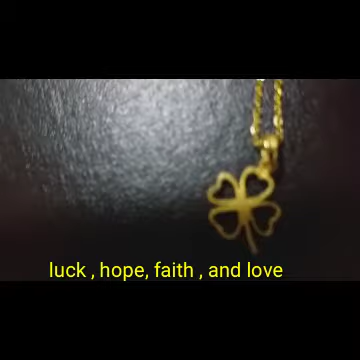 luck , hope, faith , and love